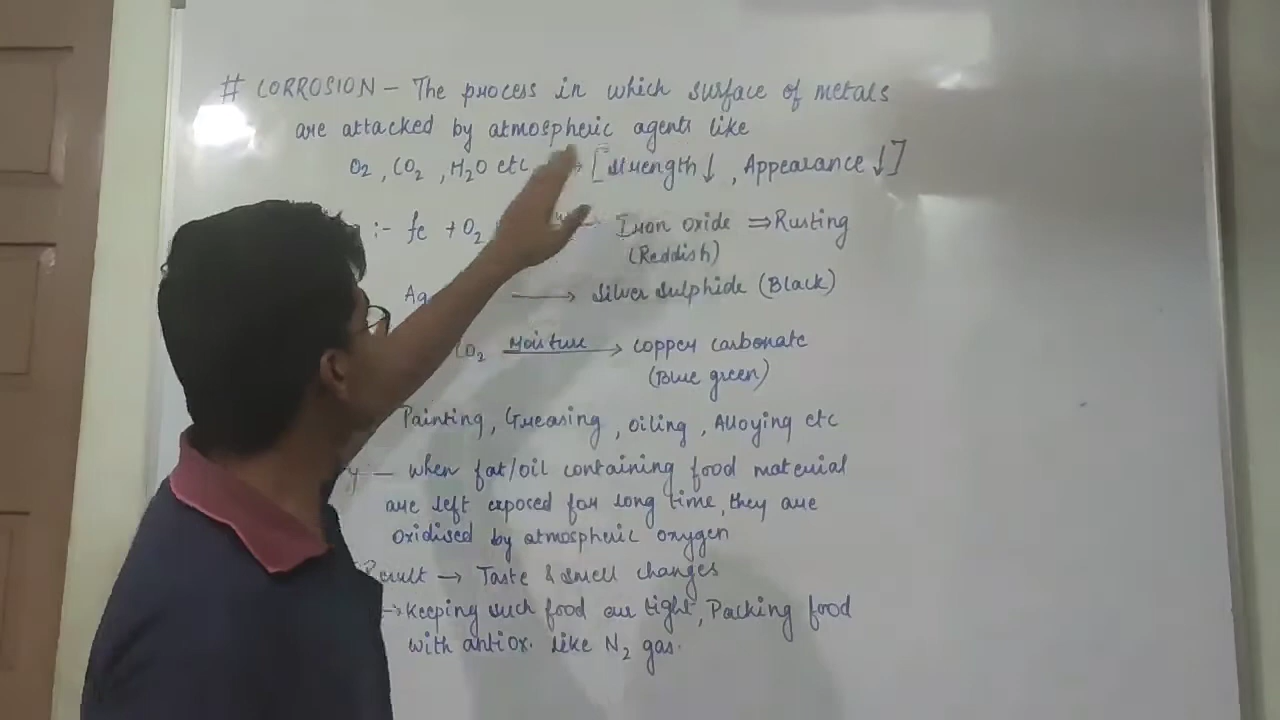 # CORROSION – The process in which surface of metals
are attacked by atmospheric agents like
O2, CO2, H2O etc → [Strength↓, Appearance↓]
:- fe + O2 Iron oxide ⇒ Rusting
(Reddish)
Ag → Silver Sulphide (Black)
CO2 Moisture → copper carbonate
(Blue green)
Painting, Greasing, oiling, Alloying etc
— when fat/oil containing food material
are left exposed for long time, they are
oxidised by atmospheric oxygen
Result → Taste & smell changes
→ Keeping such food air tight, Packing food
with antiox. like N2 gas.